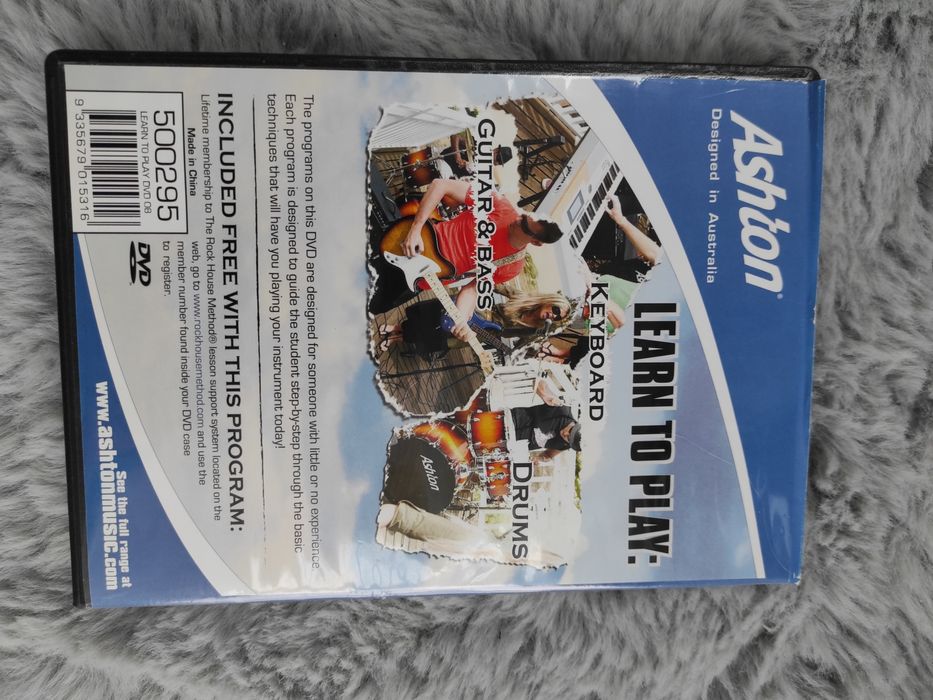 Ashton®
Designed in Australia
LEARN TO PLAY:
KEYBOARD
GUITAR & BASS
DRUMS
Ashton
The programs on this DVD are designed for someone with little or no experience.
Each program is designed to guide the student step-by-step through the basic
techniques that will have you playing your instrument today!
INCLUDED FREE WITH THIS PROGRAM:
Lifetime membership to The Rock House Method® lesson support system located on the
web, go to www.rockhousemethod.com and use the
member number found inside your DVD case
to register.
Made in China
500295
LEARN TO PLAY DVD 06
9 335679 015316
DVD
See the full range at
www.ashtonmusic.com